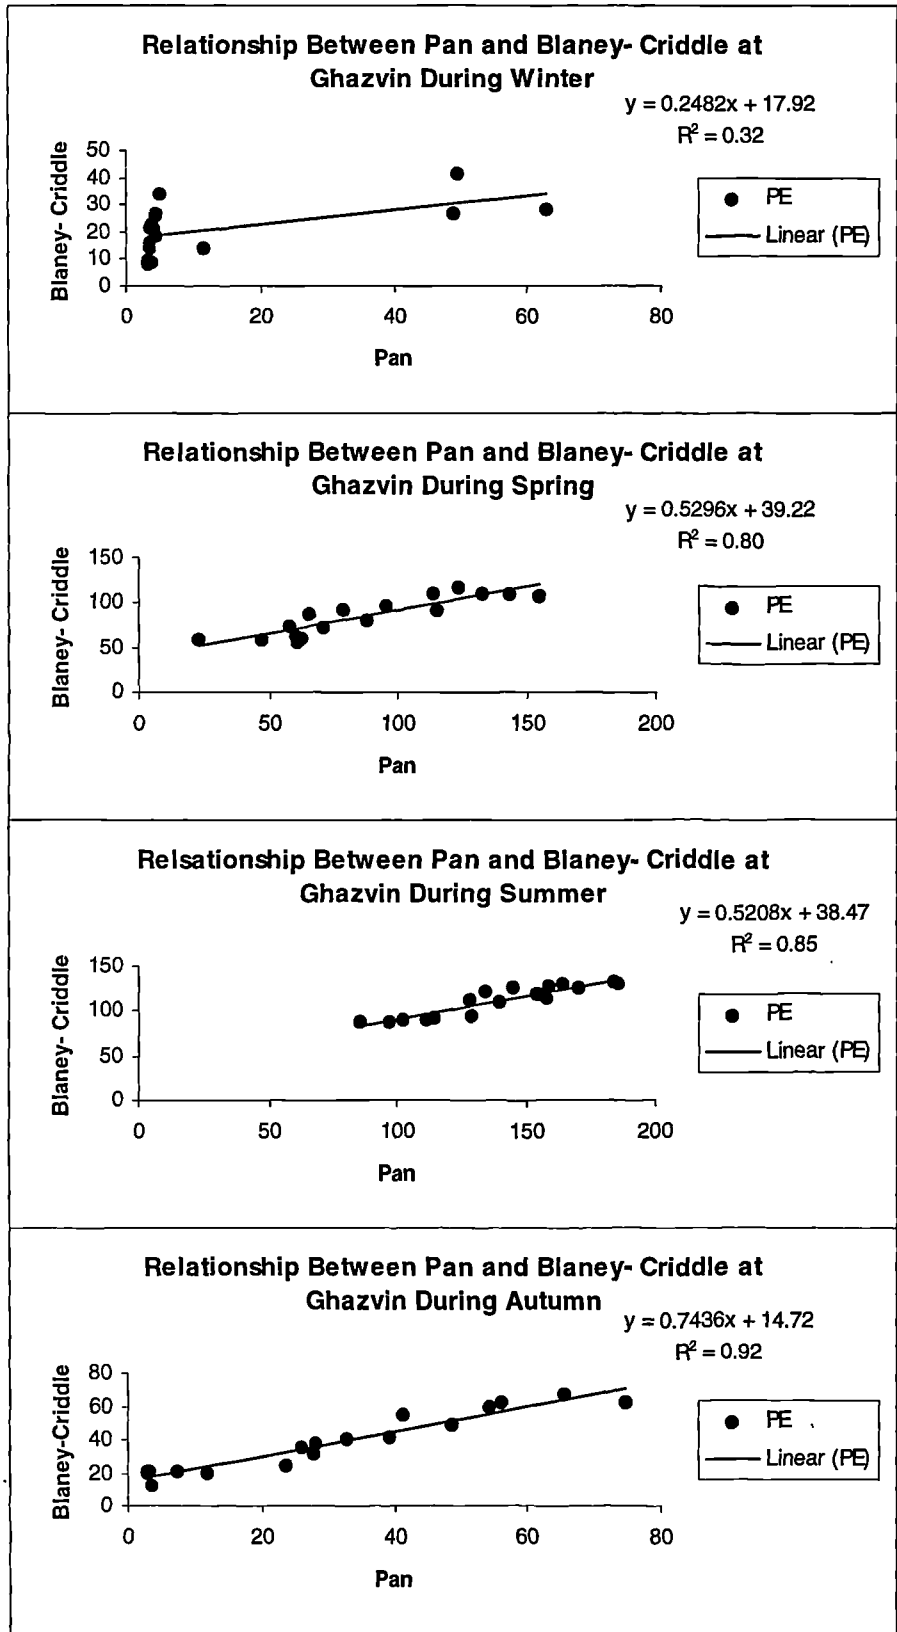 Relationship Between Pan and Blaney- Criddle at
Ghazvin During Winter
y = 0.2482x + 17.92
R² = 0.32
Blaney- Criddle
50
40
30
20
10
0
0 20 40 60 80
Pan
PE
Linear (PE)
Relationship Between Pan and Blaney- Criddle at
Ghazvin During Spring
y = 0.5296x + 39.22
R² = 0.80
Blaney- Criddle
150
100
50
0
0 50 100 150 200
Pan
PE
Linear (PE)
Relsationship Between Pan and Blaney- Criddle at
Ghazvin During Summer
y = 0.5208x + 38.47
R² = 0.85
Blaney- Criddle
150
100
50
0
0 50 100 150 200
Pan
PE
Linear (PE)
Relationship Between Pan and Blaney- Criddle at
Ghazvin During Autumn
y = 0.7436x + 14.72
R² = 0.92
Blaney-Criddle
80
60
40
20
0
0 20 40 60 80
Pan
PE
Linear (PE)